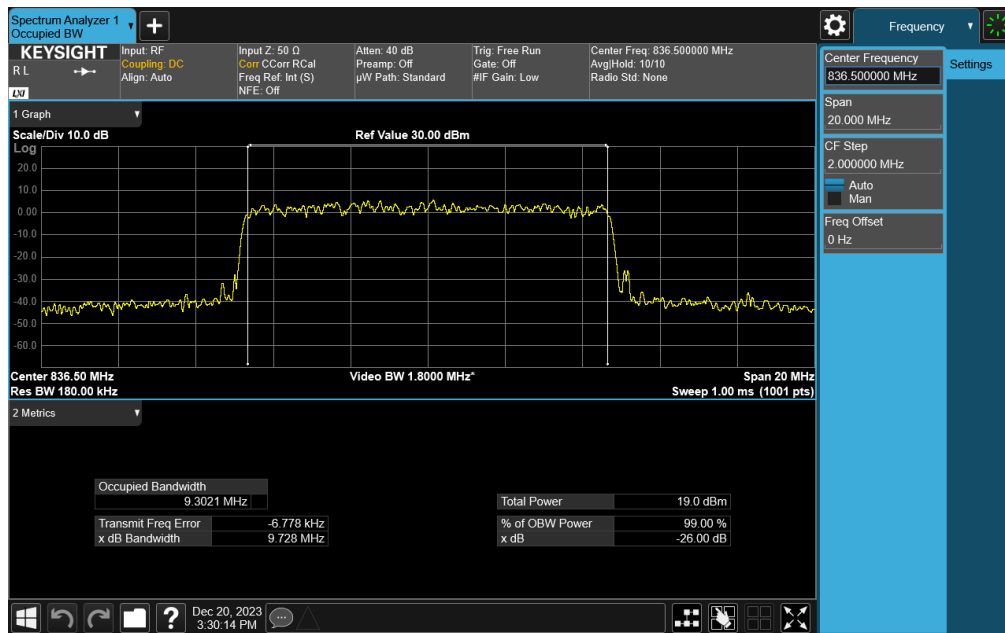 Spectrum Analyzer 1
Occupied BW
Frequency
KEYSIGHT
R L
LXI
Input: RF
Coupling: DC
Align: Auto
Input Z: 50 Ω
Corr CCorr RCal
Freq Ref: Int (S)
NFE: Off
Atten: 40 dB
Preamp: Off
µW Path: Standard
Trig: Free Run
Gate: Off
#IF Gain: Low
Center Freq: 836.500000 MHz
Avg|Hold: 10/10
Radio Std: None
Center Frequency
836.500000 MHz
Settings
Span
20.000 MHz
CF Step
2.000000 MHz
Auto
Man
Freq Offset
0 Hz
1 Graph
Scale/Div 10.0 dB
Ref Value 30.00 dBm
Log
20.0
10.0
0.00
-10.0
-20.0
-30.0
-40.0
-50.0
-60.0
Center 836.50 MHz
Video BW 1.8000 MHz*
Span 20 MHz
Res BW 180.00 kHz
Sweep 1.00 ms (1001 pts)
2 Metrics
Occupied Bandwidth
9.3021 MHz
Transmit Freq Error -6.778 kHz
x dB Bandwidth 9.728 MHz
Total Power 19.0 dBm
% of OBW Power 99.00 %
x dB -26.00 dB
Dec 20, 2023
3:30:14 PM